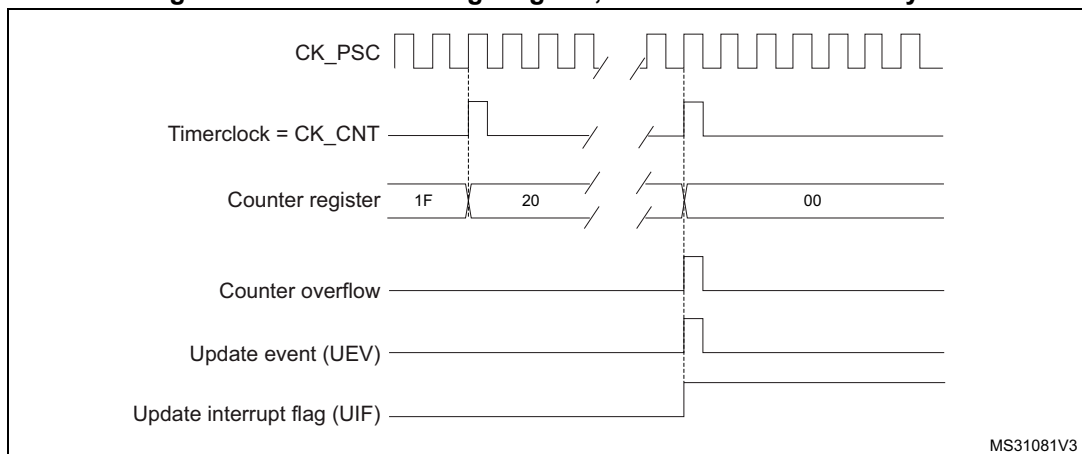 CK_PSC
Timerclock = CK_CNT
Counter register
1F
20
00
Counter overflow
Update event (UEV)
Update interrupt flag (UIF)
MS31081V3